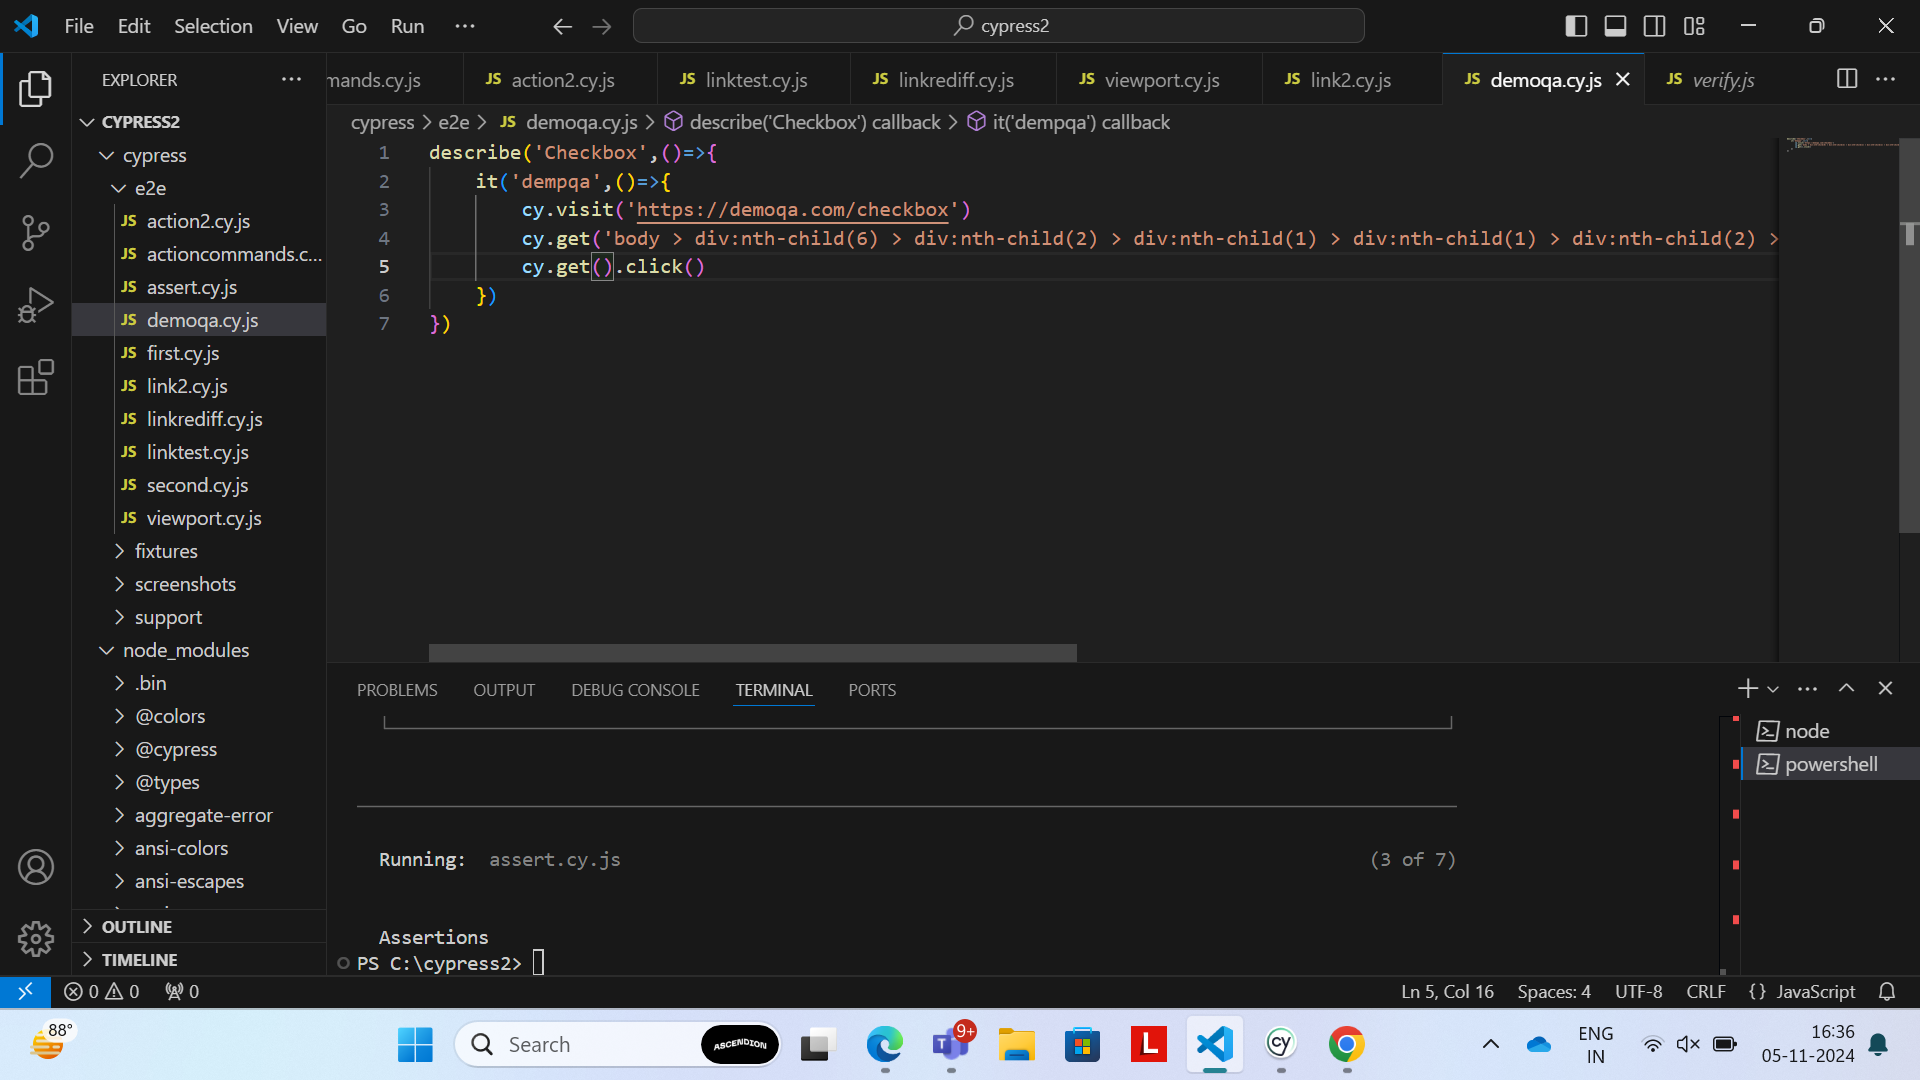 File Edit Selection View Go Run ··· cypress2
EXPLORER
mands.cy.js JS action2.cy.js JS linktest.cy.js JS linkrediff.cy.js JS viewport.cy.js JS link2.cy.js JS demoqa.cy.js JS verify.js
cypress > e2e > JS demoqa.cy.js > describe('Checkbox') callback > it('dempqa') callback
CYPRESS2
cypress
e2e
JS action2.cy.js
JS actioncommands.c...
JS assert.cy.js
JS demoqa.cy.js
JS first.cy.js
JS link2.cy.js
JS linkrediff.cy.js
JS linktest.cy.js
JS second.cy.js
JS viewport.cy.js
fixtures
screenshots
support
node_modules
.bin
@colors
@cypress
@types
aggregate-error
ansi-colors
ansi-escapes
OUTLINE
TIMELINE
1 describe('Checkbox',()=>{
2 it('dempqa',()=>{
3 cy.visit('https://demoqa.com/checkbox')
4 cy.get('body > div:nth-child(6) > div:nth-child(2) > div:nth-child(1) > div:nth-child(1) > div:nth-child(2) >
5 cy.get().click()
6 })
7 })
PROBLEMS OUTPUT DEBUG CONSOLE TERMINAL PORTS
Running: assert.cy.js (3 of 7)
Assertions
PS C:\cypress2>
node
powershell
0 0 0 Ln 5, Col 16 Spaces: 4 UTF-8 CRLF {} JavaScript
88° Search ASCENDION 9+ T L cy ENG 16:36
IN 05-11-2024